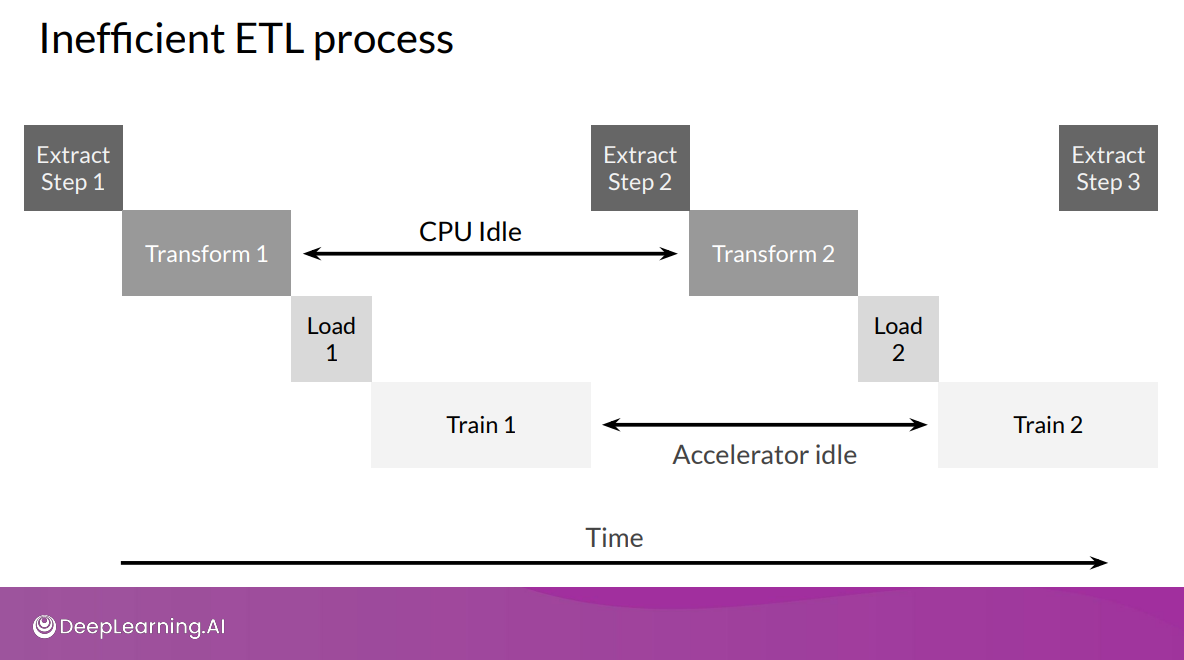 Inefficient ETL process
Extract
Step 1
Extract
Step 2
Extract
Step 3
Transform 1
CPU Idle
Transform 2
Load
1
Load
2
Train 1
Accelerator idle
Train 2
Time
DeepLearning.AI